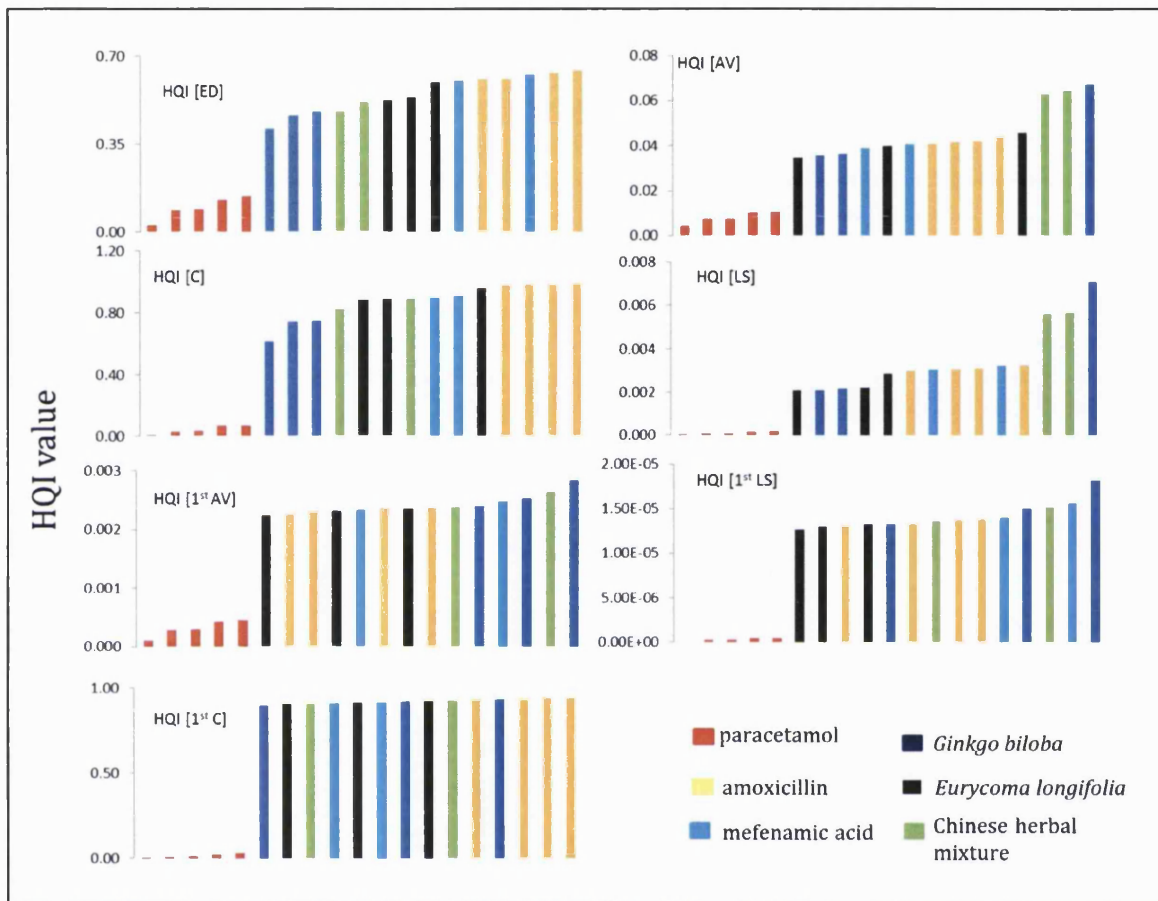 HQI value
HQI [ED]
0.70
0.35
0.00
HQI [AV]
0.08
0.06
0.04
0.02
0.00
HQI [C]
1.20
0.80
0.40
0.00
HQI [LS]
0.008
0.006
0.004
0.002
0.000
HQI [1st AV]
0.003
0.002
0.001
0.000
HQI [1st LS]
2.00E-05
1.50E-05
1.00E-05
5.00E-06
0.00E+00
HQI [1st C]
1.00
0.50
0.00
paracetamol
amoxicillin
mefenamic acid
Ginkgo biloba
Eurycoma longifolia
Chinese herbal
mixture